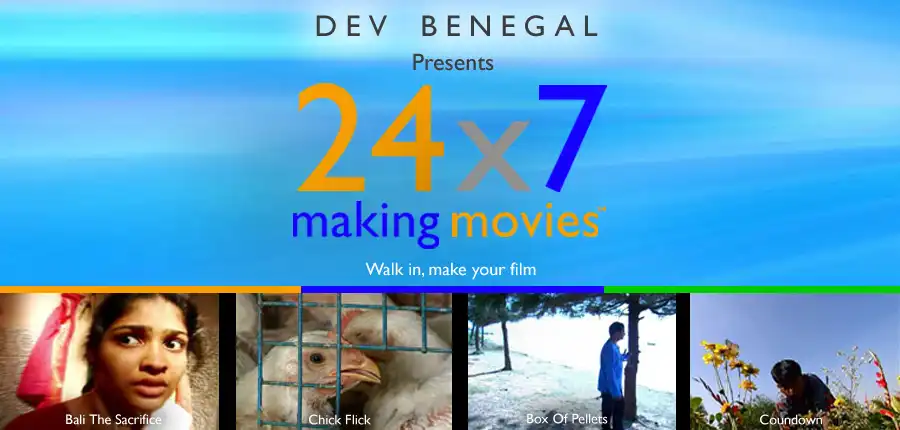 DEV BENEGAL
Presents
24x7
making movies™
Walk in, make your film
Bali The Sacrifice
Chick Flick
Box Of Pellets
Coundown